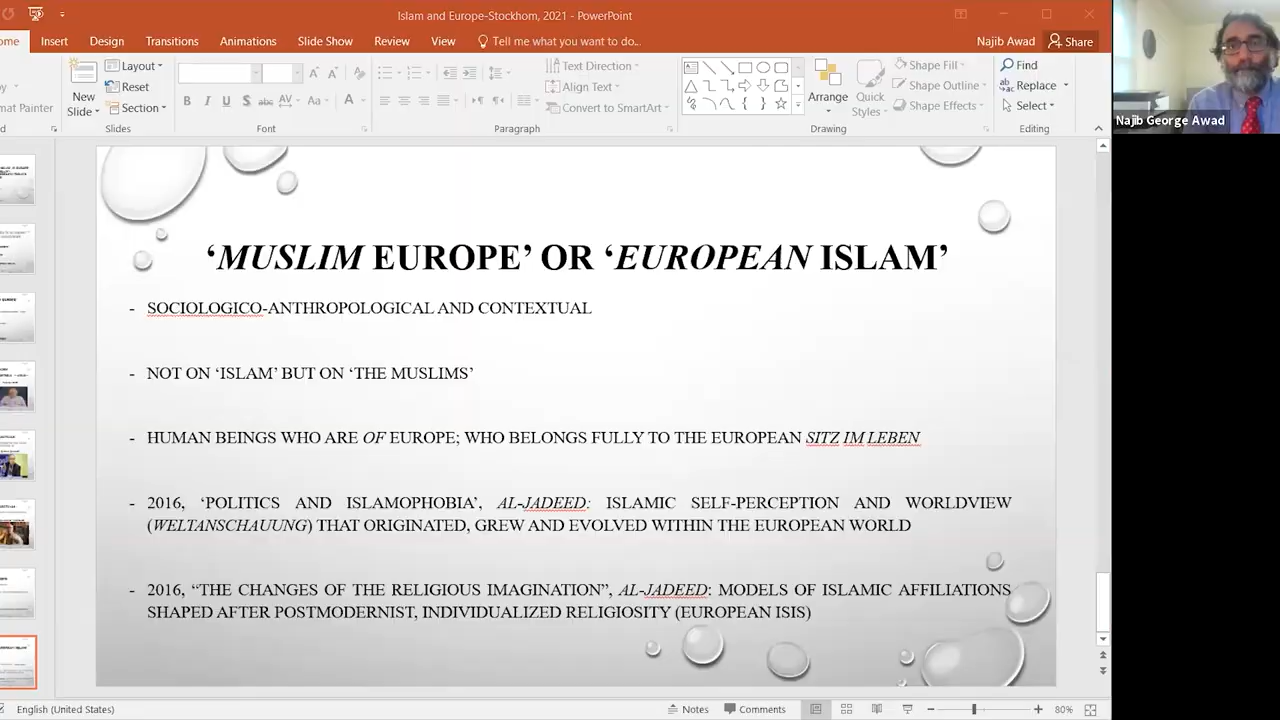 Islam and Europe-Stockhom, 2021 - PowerPoint
ome Insert Design Transitions Animations Slide Show Review View Tell me what you want to do...
Najib Awad Share
New Slide
Layout
Reset
Section
mat Painter
B I U S abc AV Aa A
Text Direction
Align Text
Convert to SmartArt
Arrange
Quick Styles
Shape Fill
Shape Outline
Shape Effects
Find
Replace
Select
Slides Font Paragraph Drawing Editing
Najib George Awad
‘MUSLIM EUROPE’ OR ‘EUROPEAN ISLAM’
- SOCIOLOGICO-ANTHROPOLOGICAL AND CONTEXTUAL
- NOT ON ‘ISLAM’ BUT ON ‘THE MUSLIMS’
- HUMAN BEINGS WHO ARE OF EUROPE; WHO BELONGS FULLY TO THE EUROPEAN SITZ IM LEBEN
- 2016, ‘POLITICS AND ISLAMOPHOBIA’, AL-JADEED: ISLAMIC SELF-PERCEPTION AND WORLDVIEW
(WELTANSCHAUUNG) THAT ORIGINATED, GREW AND EVOLVED WITHIN THE EUROPEAN WORLD
- 2016, “THE CHANGES OF THE RELIGIOUS IMAGINATION”, AL-JADEED: MODELS OF ISLAMIC AFFILIATIONS
SHAPED AFTER POSTMODERNIST, INDIVIDUALIZED RELIGIOSITY (EUROPEAN ISIS)
English (United States)
Notes Comments 80%